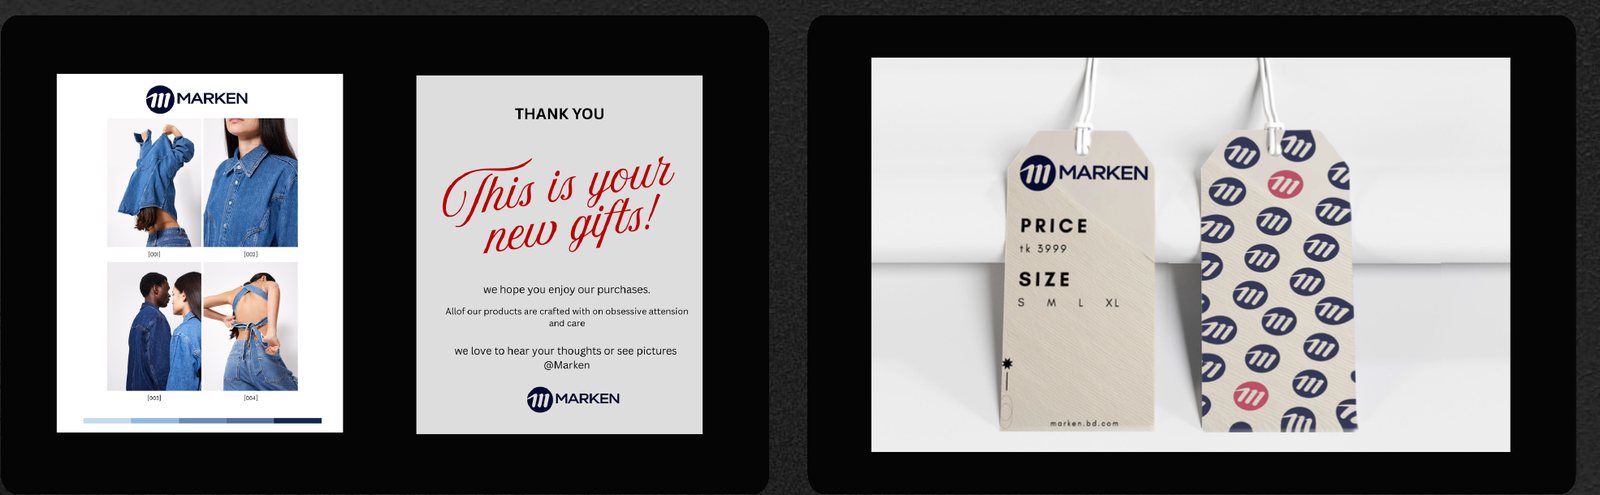 MARKEN
[001]
[002]
[003]
[004]
THANK YOU
This is your
new gifts!
we hope you enjoy our purchases.
Allof our products are crafted with on obsessive attension
and care
we love to hear your thoughts or see pictures
@Marken
MARKEN
MARKEN
PRICE
tk 3999
SIZE
S M L XL
marken.bd.com